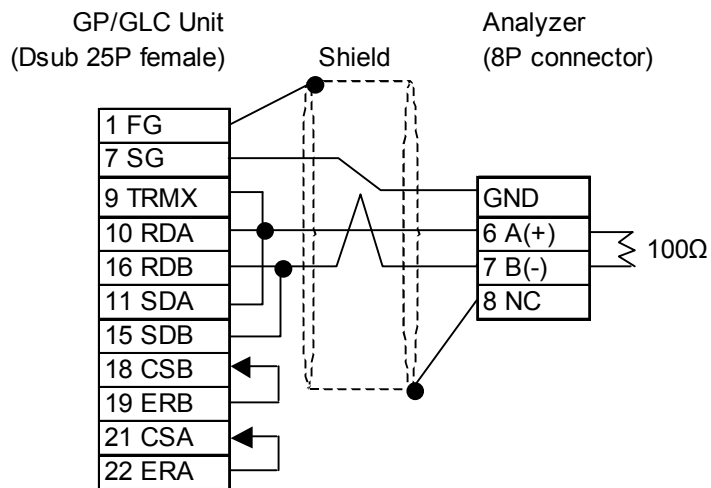 GP/GLC Unit
(Dsub 25P female)
Shield
Analyzer
(8P connector)
1 FG
7 SG
9 TRMX
10 RDA
16 RDB
11 SDA
15 SDB
18 CSB
19 ERB
21 CSA
22 ERA
GND
6 A(+)
7 B(-)
8 NC
100Ω